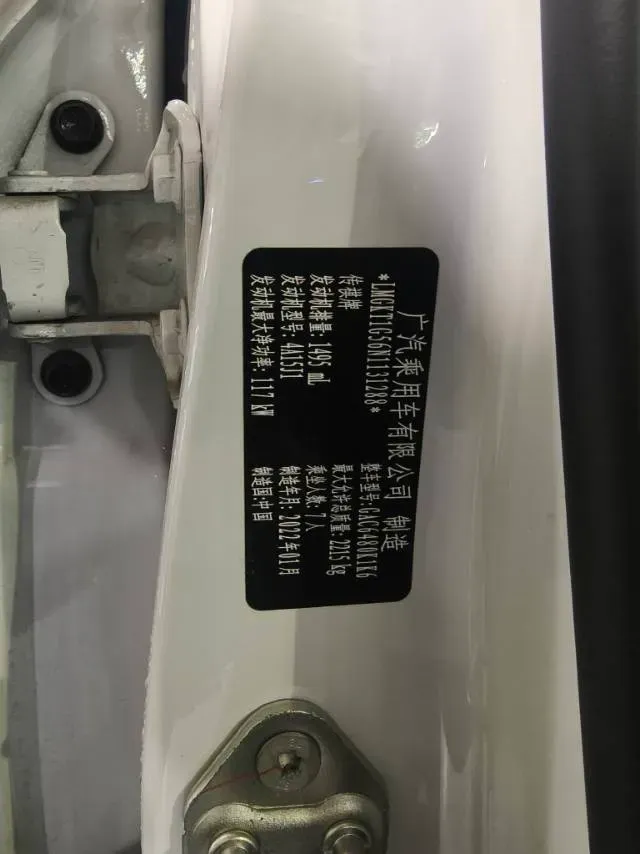 广汽乘用车有限公司 制造
*LMGKT1G56N1131288*
传祺牌 整车型号:GAC6480K1K6
发动机排量:1495 mL 最大允许总质量:2215 kg
发动机型号:4A15J1 乘坐人数:7人
发动机最大净功率:117 kW 制造年月:2022年01月
制造国:中国